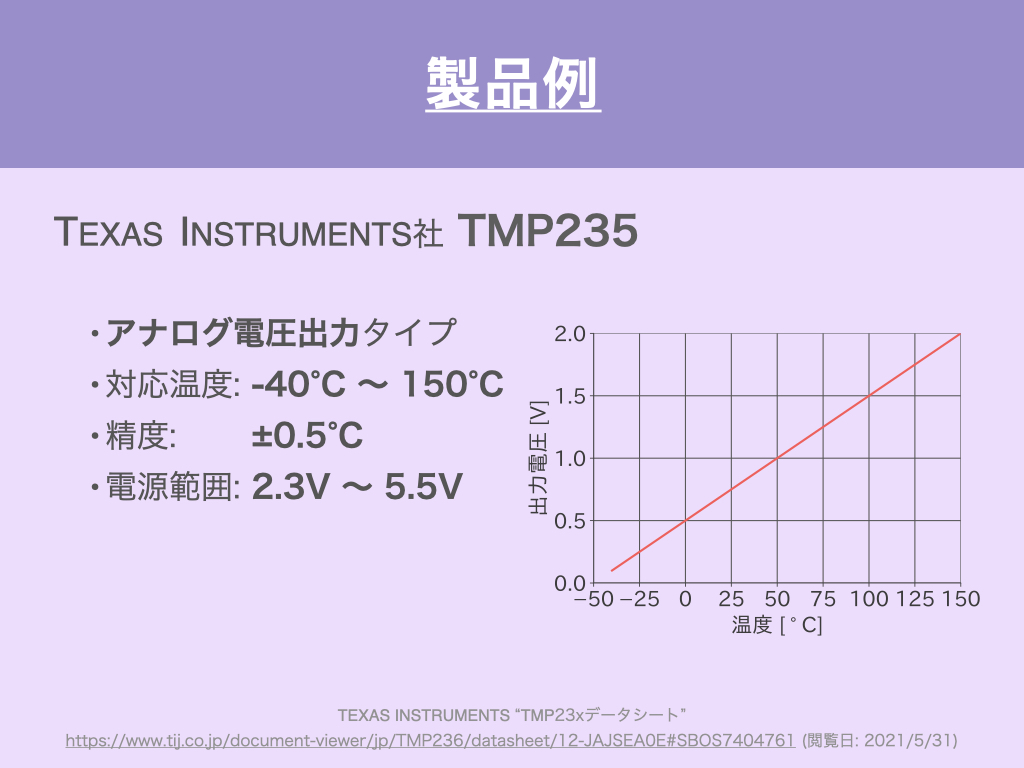 製品例
TEXAS INSTRUMENTS社 TMP235
・アナログ電圧出力タイプ
・対応温度: -40℃ 〜 150℃
・精度: ±0.5℃
・電源範囲: 2.3V 〜 5.5V
出力電圧 [V]
2.0
1.5
1.0
0.5
0.0
−50 −25 0 25 50 75 100 125 150
温度 [°C]
TEXAS INSTRUMENTS “TMP23xデータシート”
https://www.tij.co.jp/document-viewer/jp/TMP236/datasheet/12-JAJSEA0E#SBOS7404761 (閲覧日: 2021/5/31)